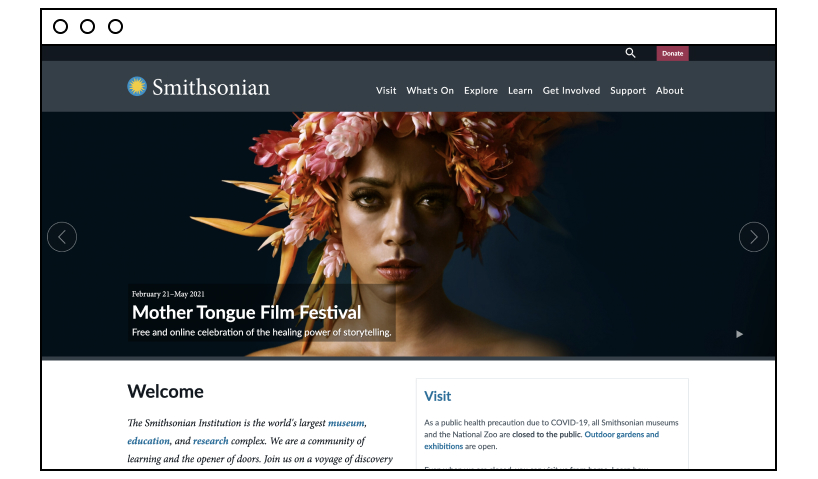 Donate
Smithsonian
Visit What's On Explore Learn Get Involved Support About
February 21–May 2021
Mother Tongue Film Festival
Free and online celebration of the healing power of storytelling.
Welcome
The Smithsonian Institution is the world's largest museum,
education, and research complex. We are a community of
learning and the opener of doors. Join us on a voyage of discovery
Visit
As a public health precaution due to COVID-19, all Smithsonian museums
and the National Zoo are closed to the public. Outdoor gardens and
exhibitions are open.